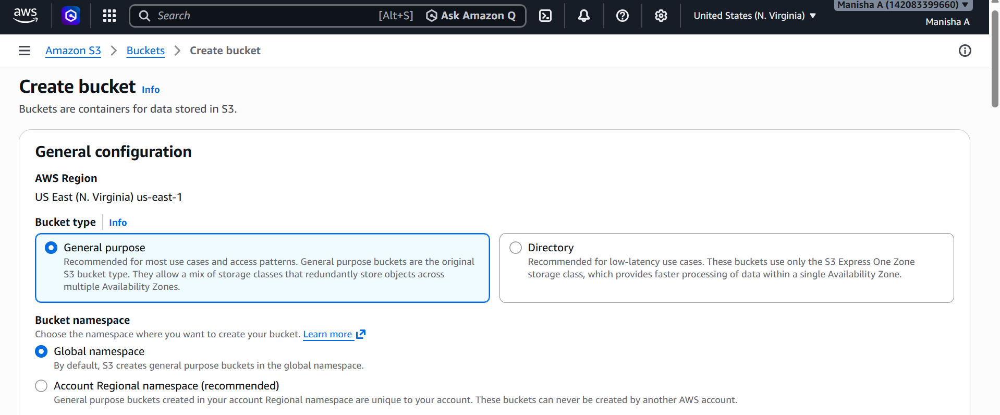 aws
Search [Alt+S] Ask Amazon Q
United States (N. Virginia) ▼
Manisha A (142083399660) ▼
Manisha A
Amazon S3 > Buckets > Create bucket
Create bucket Info
Buckets are containers for data stored in S3.
General configuration
AWS Region
US East (N. Virginia) us-east-1
Bucket type Info
General purpose
Recommended for most use cases and access patterns. General purpose buckets are the original
S3 bucket type. They allow a mix of storage classes that redundantly store objects across
multiple Availability Zones.
Directory
Recommended for low-latency use cases. These buckets use only the S3 Express One Zone
storage class, which provides faster processing of data within a single Availability Zone.
Bucket namespace
Choose the namespace where you want to create your bucket. Learn more
Global namespace
By default, S3 creates general purpose buckets in the global namespace.
Account Regional namespace (recommended)
General purpose buckets created in your account Regional namespace are unique to your account. These buckets can never be created by another AWS account.